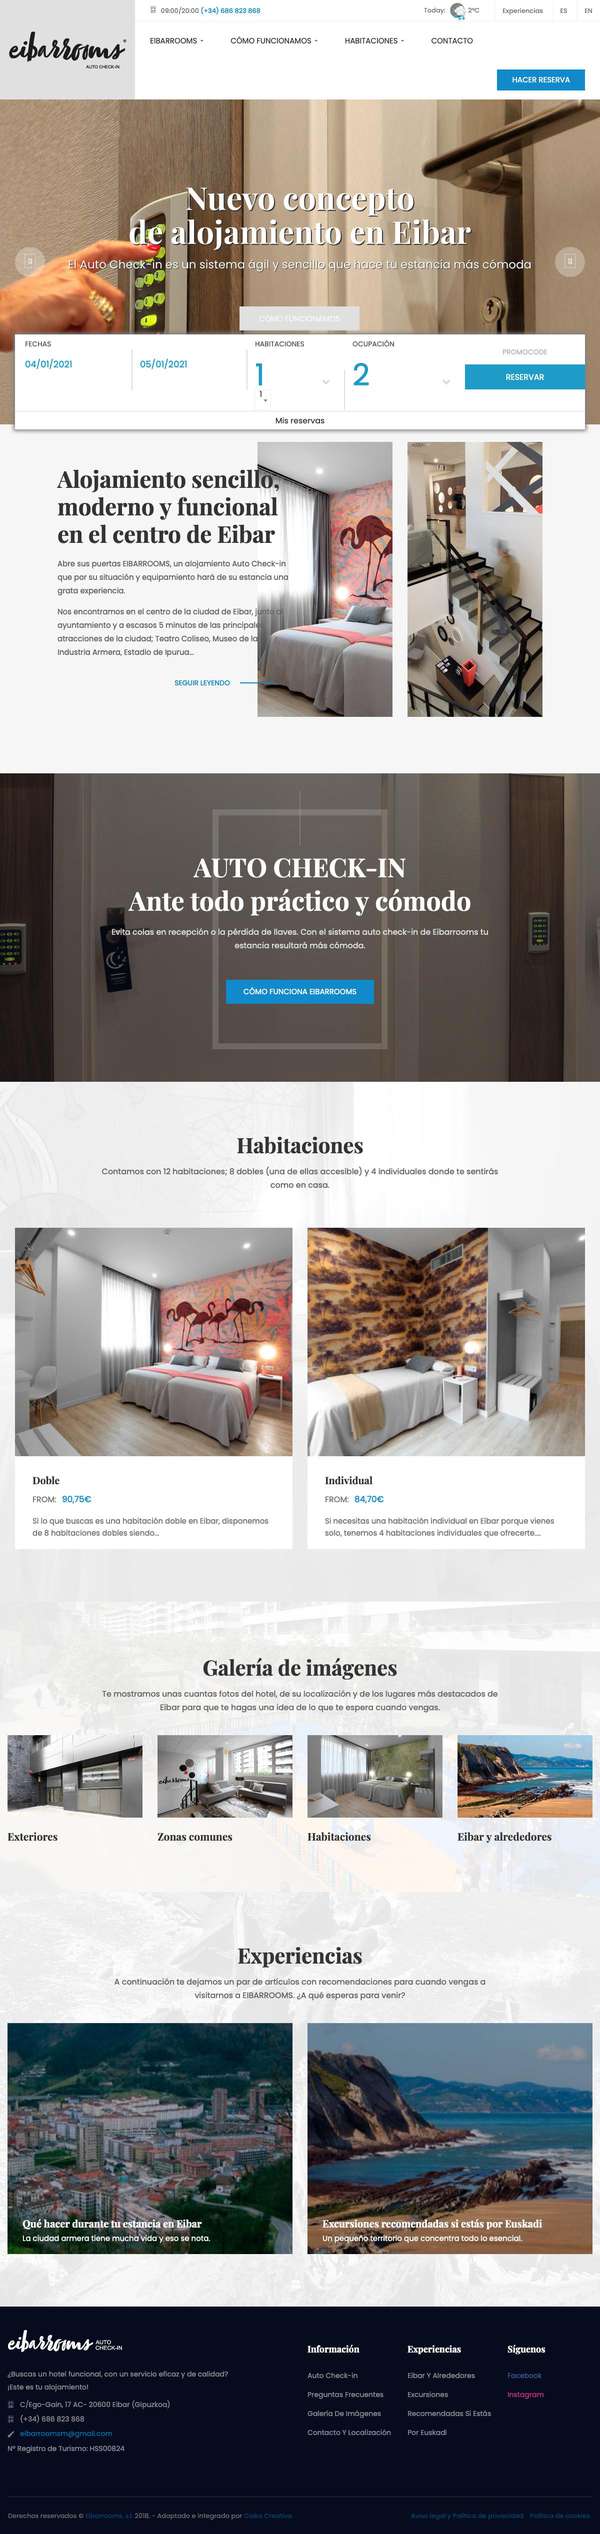 eibarrooms®
AUTO CHECK-IN
09:00/20:00 (+34) 686 823 868
Today: 2ºC
Experiencias
ES
EN
EIBARROOMS
CÓMO FUNCIONAMOS
HABITACIONES
CONTACTO
HACER RESERVA
Nuevo concepto
de alojamiento en Eibar
El Auto Check-in es un sistema ágil y sencillo que hace tu estancia más cómoda
CÓMO FUNCIONAMOS
FECHAS
HABITACIONES
OCUPACIÓN
PROMOCODE
04/01/2021
05/01/2021
1
2
1
RESERVAR
Mis reservas
Alojamiento sencillo,
moderno y funcional
en el centro de Eibar
Abre sus puertas EIBARROOMS, un alojamiento Auto Check-in
que por su situación y equipamiento hará de su estancia una
grata experiencia.
Nos encontramos en el centro de la ciudad de Eibar, junto al
ayuntamiento y a escasos 5 minutos de las principales
atracciones de la ciudad; Teatro Coliseo, Museo de la
Industria Armera, Estadio de Ipurua...
SEGUIR LEYENDO
AUTO CHECK-IN
Ante todo práctico y cómodo
Evita colas en recepción o la pérdida de llaves. Con el sistema auto check-in de Eibarrooms tu
estancia resultará más cómoda.
CÓMO FUNCIONA EIBARROOMS
Habitaciones
Contamos con 12 habitaciones; 8 dobles (una de ellas accesible) y 4 individuales donde te sentirás
como en casa.
Doble
FROM: 90,75€
Si lo que buscas es una habitación doble en Eibar, disponemos
de 8 habitaciones dobles siendo...
Individual
FROM: 84,70€
Si necesitas una habitación individual en Eibar porque vienes
solo, tenemos 4 habitaciones individuales que ofrecerte....
Galería de imágenes
Te mostramos unas cuantas fotos del hotel, de su localización y de los lugares más destacados de
Eibar para que te hagas una idea de lo que te espera cuando vengas.
eibarrooms
Exteriores
Zonas comunes
Habitaciones
Eibar y alrededores
Experiencias
A continuación te dejamos un par de artículos con recomendaciones para cuando vengas a
visitarnos a EIBARROOMS. ¿A qué esperas para venir?
Qué hacer durante tu estancia en Eibar
La ciudad armera tiene mucha vida y eso se nota.
Excursiones recomendadas si estás por Euskadi
Un pequeño territorio que concentra todo lo esencial.
eibarrooms AUTO
CHECK-IN
¿Buscas un hotel funcional, con un servicio eficaz y de calidad?
¡Este es tu alojamiento!
C/Ego-Gain, 17 AC- 20600 Eibar (Gipuzkoa)
(+34) 686 823 868
eibarroomsm@gmail.com
Nº Registro de Turismo: HSS00824
Información
Auto Check-in
Preguntas Frecuentes
Galería De Imágenes
Contacto Y Localización
Experiencias
Eibar Y Alrededores
Excursiones
Recomendadas Si Estás
Por Euskadi
Síguenos
Facebook
Instagram
Derechos reservados © Eibarrooms, s.l. 2018. - Adaptado e integrado por Codea Creativa
Aviso legal y Política de privacidad - Política de cookies